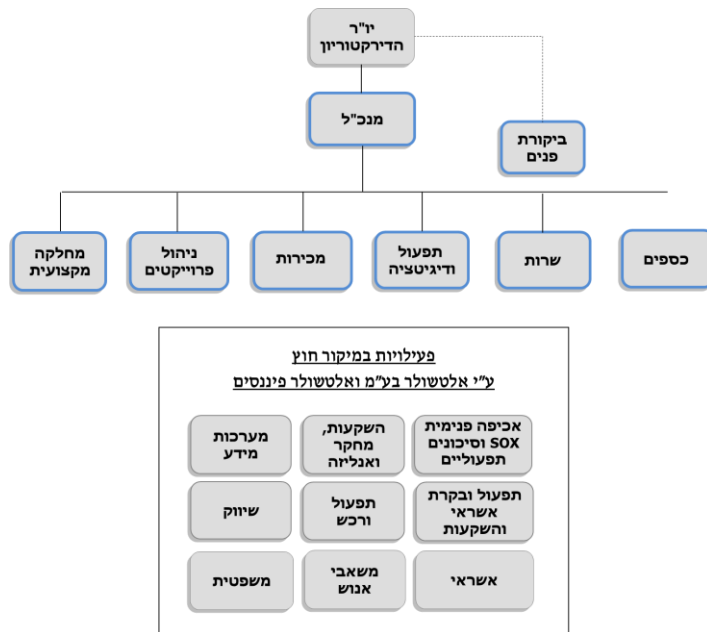 יו"ר
הדירקטוריון
מנכ"ל
ביקורת
פנים
כספים
שרות
תפעול
ודיגיטציה
מכירות
ניהול
פרוייקטים
מחלקה
מקצועית
פעילויות במיקור חוץ
ע"י אלטשולר בע"מ ואלטשולר פיננסים
אכיפה פנימית
SOX וסיכונים
תפעוליים
השקעות,
מחקר
ואנליזה
מערכות
מידע
תפעול ובקרת
אשראי
והשקעות
תפעול
ורכש
שיווק
אשראי
משאבי
אנוש
משפטית